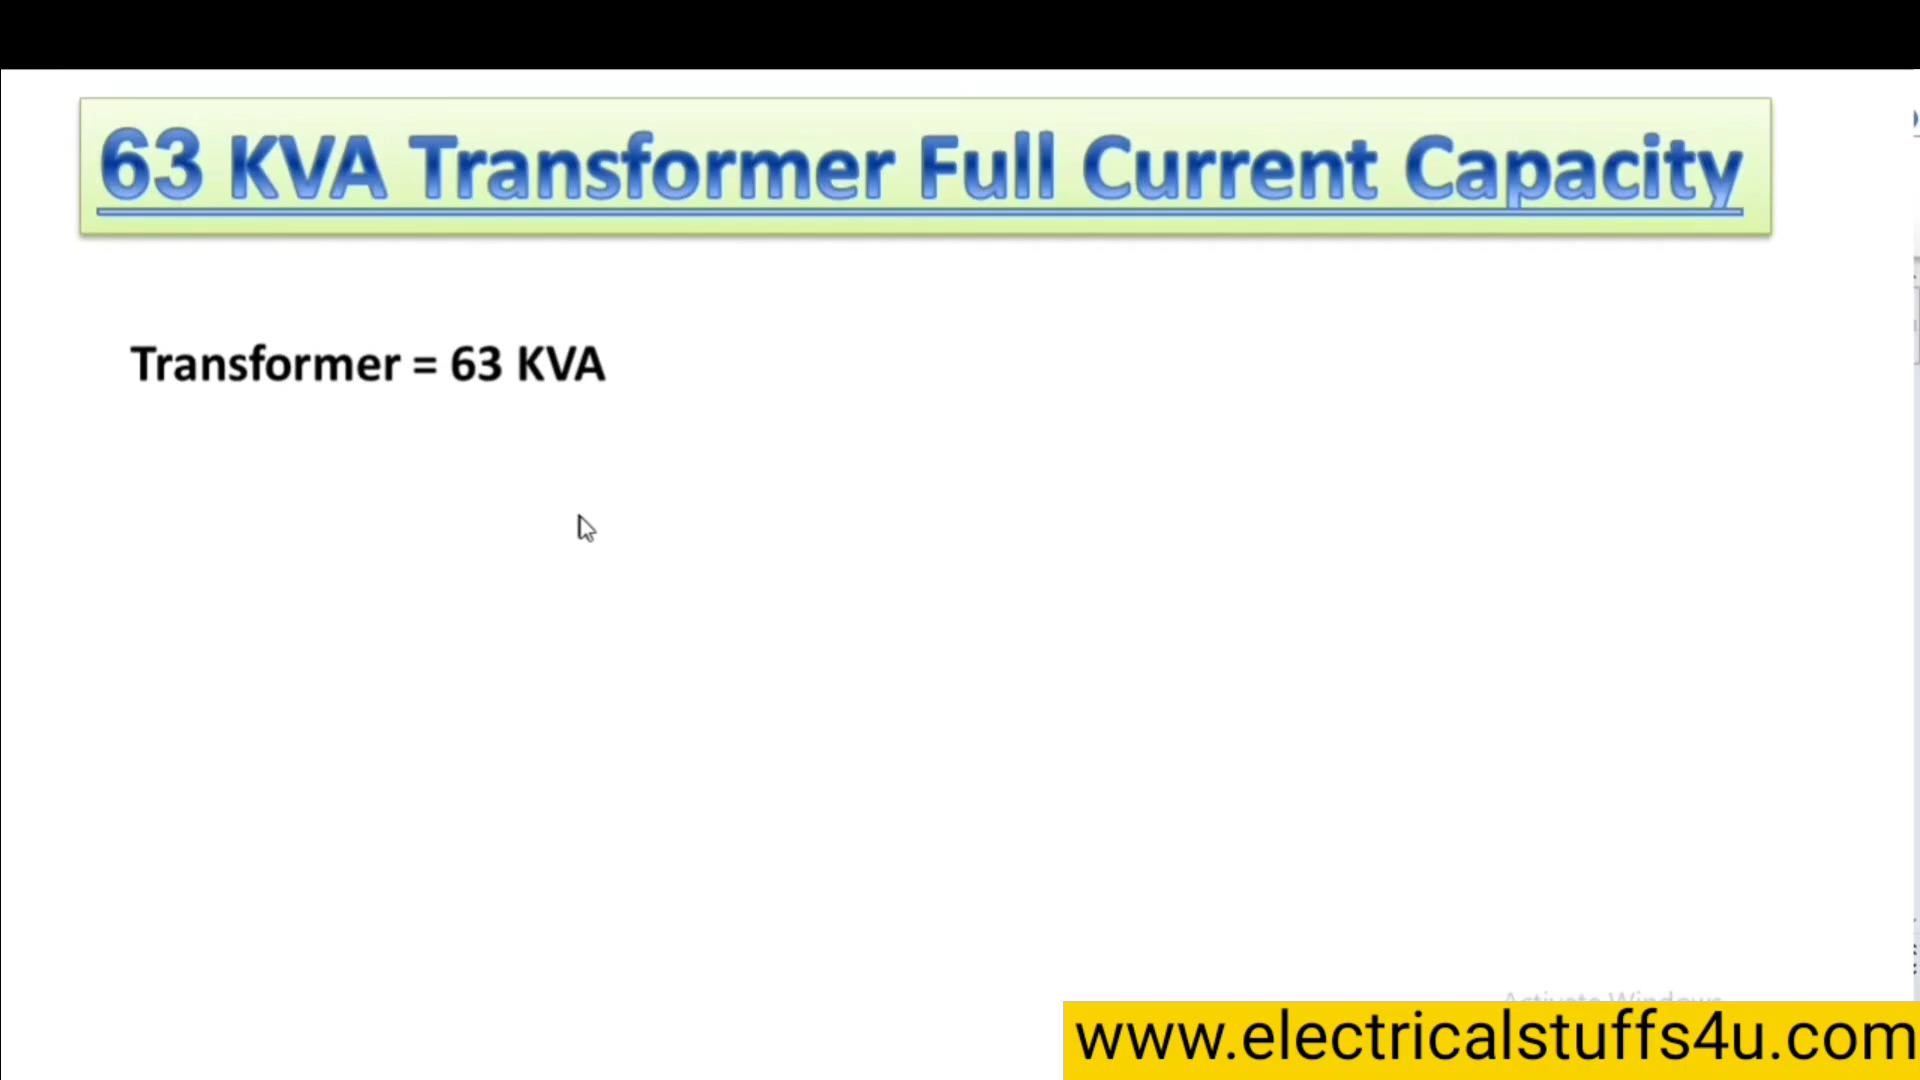 63 KVA Transformer Full Current Capacity
Transformer = 63 KVA
www.electricalstuffs4u.com